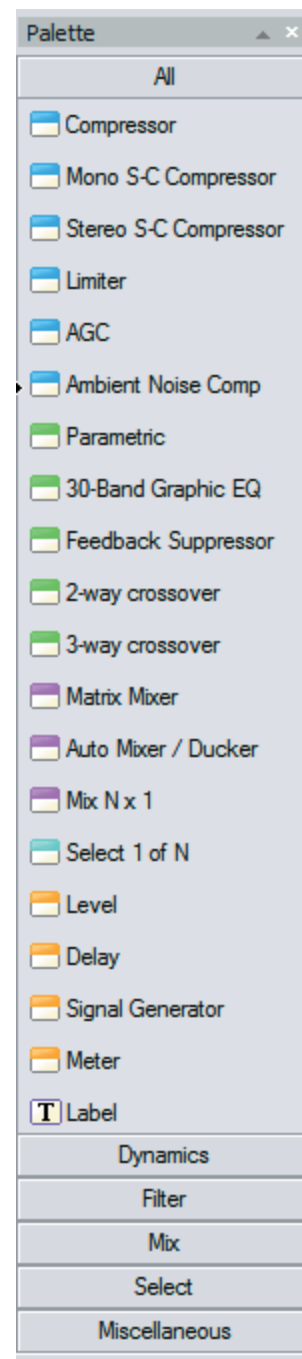 Palette
All
Compressor
Mono S-C Compressor
Stereo S-C Compressor
Limiter
AGC
Ambient Noise Comp
Parametric
30-Band Graphic EQ
Feedback Suppressor
2-way crossover
3-way crossover
Matrix Mixer
Auto Mixer / Ducker
Mix N x 1
Select 1 of N
Level
Delay
Signal Generator
Meter
T Label
Dynamics
Filter
Mix
Select
Miscellaneous